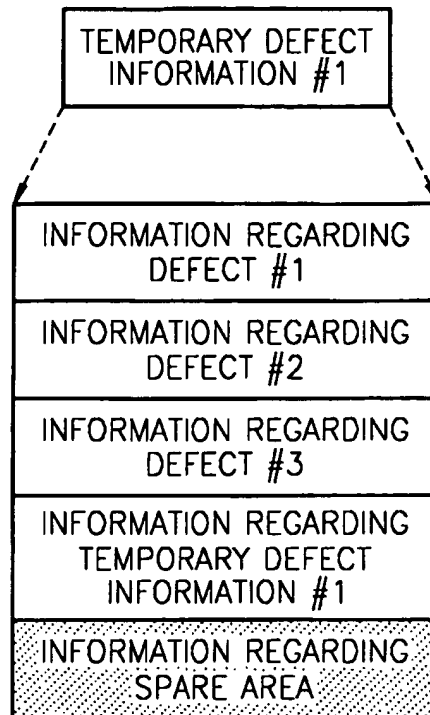 TEMPORARY DEFECT
INFORMATION #1
INFORMATION REGARDING
DEFECT #1
INFORMATION REGARDING
DEFECT #2
INFORMATION REGARDING
DEFECT #3
INFORMATION REGARDING
TEMPORARY DEFECT
INFORMATION #1
INFORMATION REGARDING
SPARE AREA